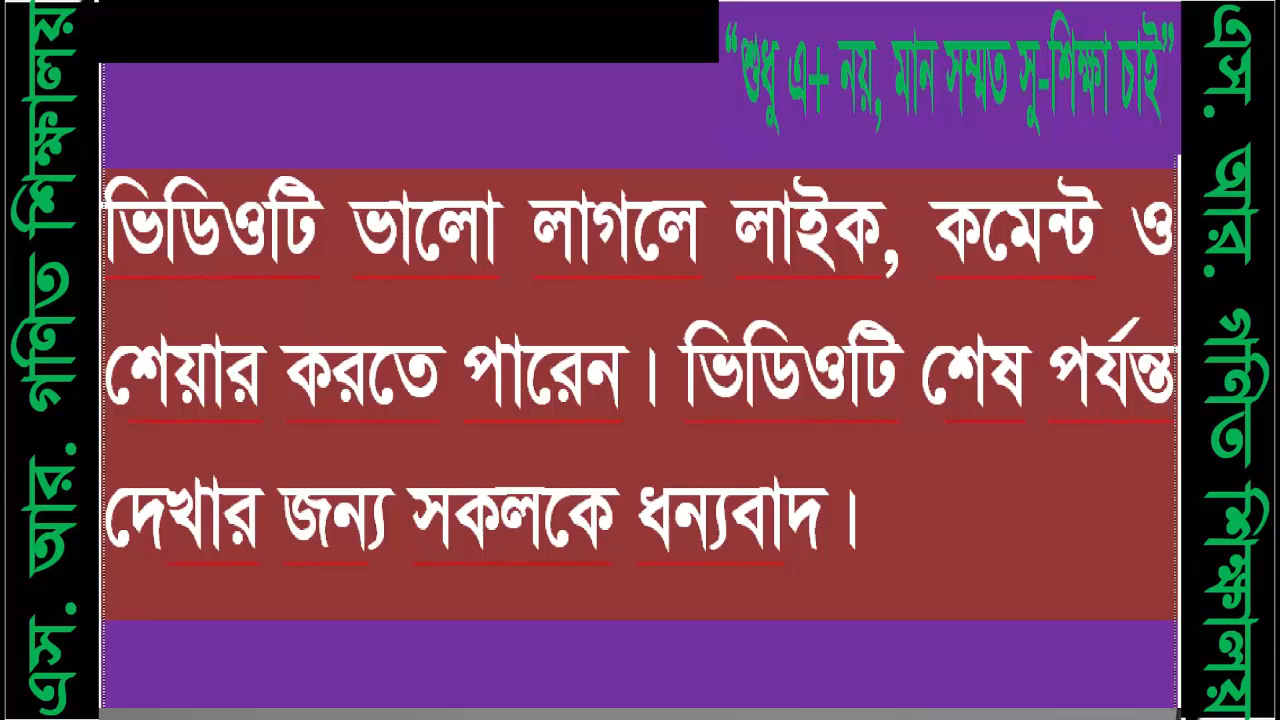 “শুধু এ+ নয়, মান সম্মত সু-শিক্ষা চাই”
ভিডিওটি ভালো লাগলে লাইক, কমেন্ট ও
শেয়ার করতে পারেন। ভিডিওটি শেষ পর্যন্ত
দেখার জন্য সকলকে ধন্যবাদ।
এস. আর. গণিত শিক্ষালয়
এস. আর. গণিত শিক্ষালয়